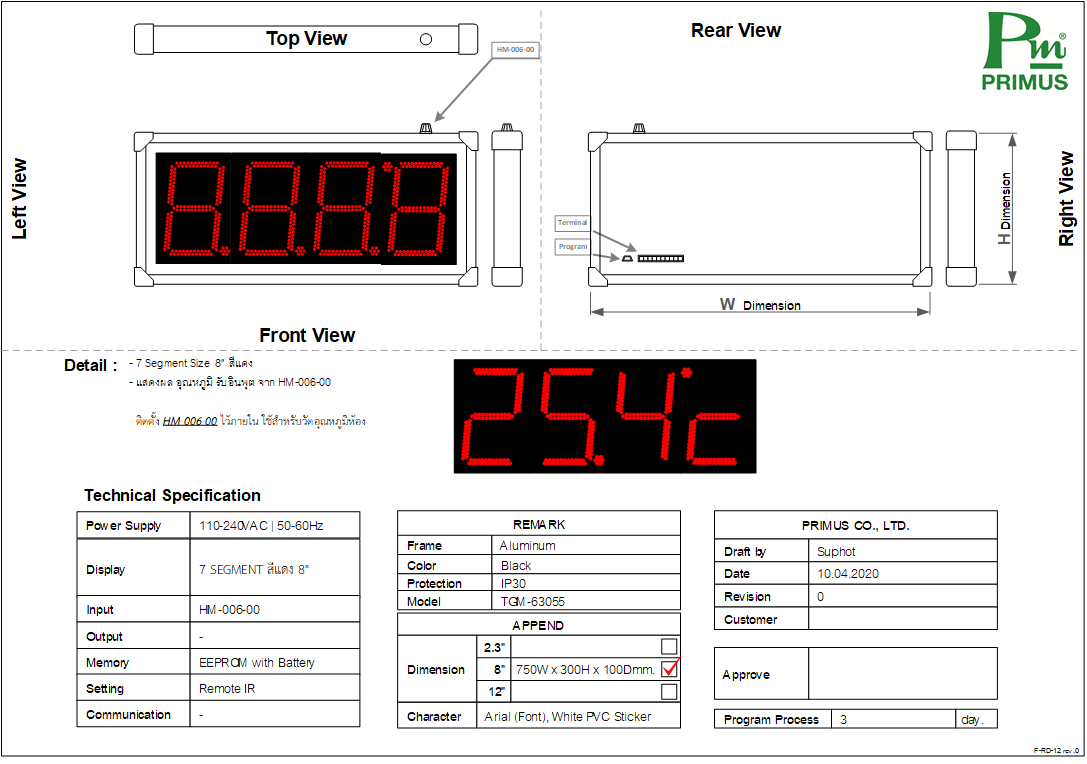 Top View
HM-006-00
Rear View
Pm®
PRIMUS
Left View
Terminal
Program
H Dimension
Right View
W Dimension
Front View
Detail :
- 7 Segment Size 8" สีแดง
- แสดงผล อุณหภูมิ รับอินพุต จาก HM-006-00
ติดตั้ง HM-006-00 ไว้ภายใน ใช้สำหรับวัดอุณหภูมิห้อง
25.4°c
Technical Specification
Power Supply 110-240VAC | 50-60Hz
Display 7 SEGMENT สีแดง 8"
Input HM-006-00
Output -
Memory EEPROM with Battery
Setting Remote IR
Communication -
REMARK
Frame Aluminum
Color Black
Protection IP30
Model TGM-63055
APPEND
Dimension
2.3"
8" 750W x 300H x 100Dmm.
12"
Character Arial (Font), White PVC Sticker
PRIMUS CO., LTD.
Draft by Suphot
Date 10.04.2020
Revision 0
Customer
Approve
Program Process 3 day.
F-RD-12 rev .0